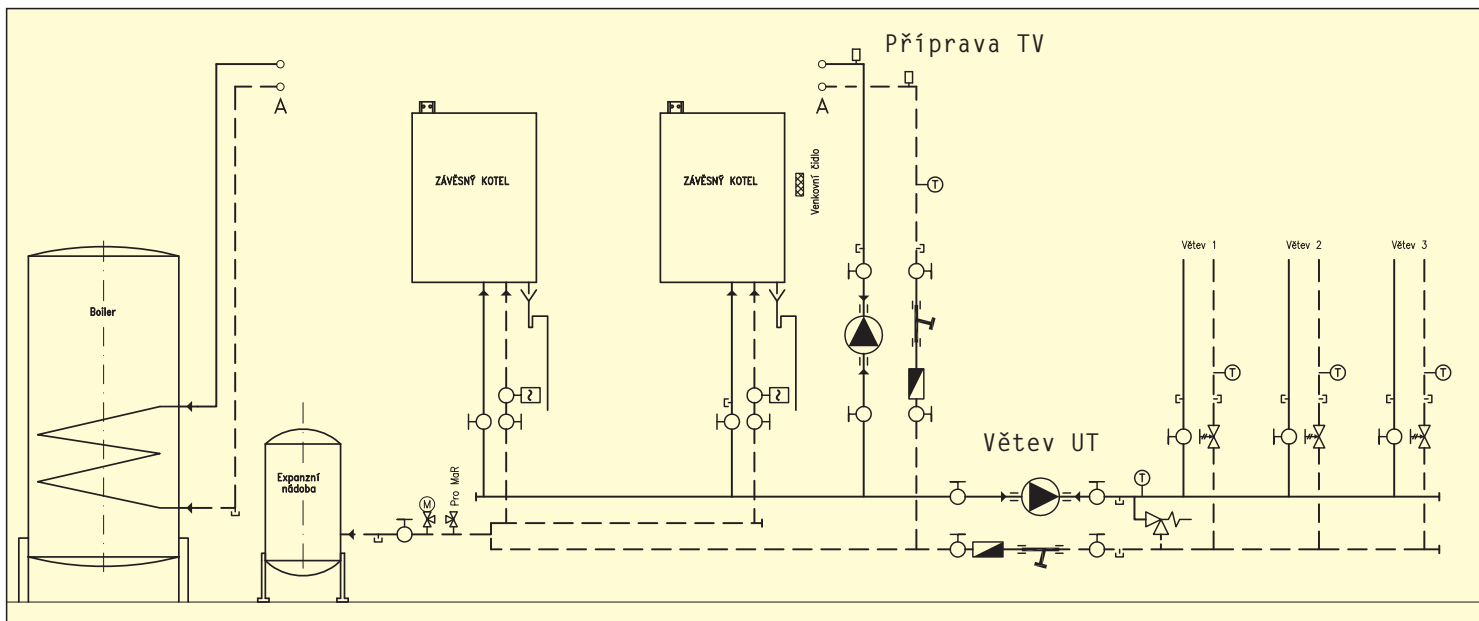 Příprava TV
A
A
ZÁVĚSNÝ KOTEL
ZÁVĚSNÝ KOTEL
Venkovní čidlo
T
Větev 1
Větev 2
Větev 3
Boiler
T
T
T
Větev UT
Expanzní
nádoba
M
Pro MaR
T